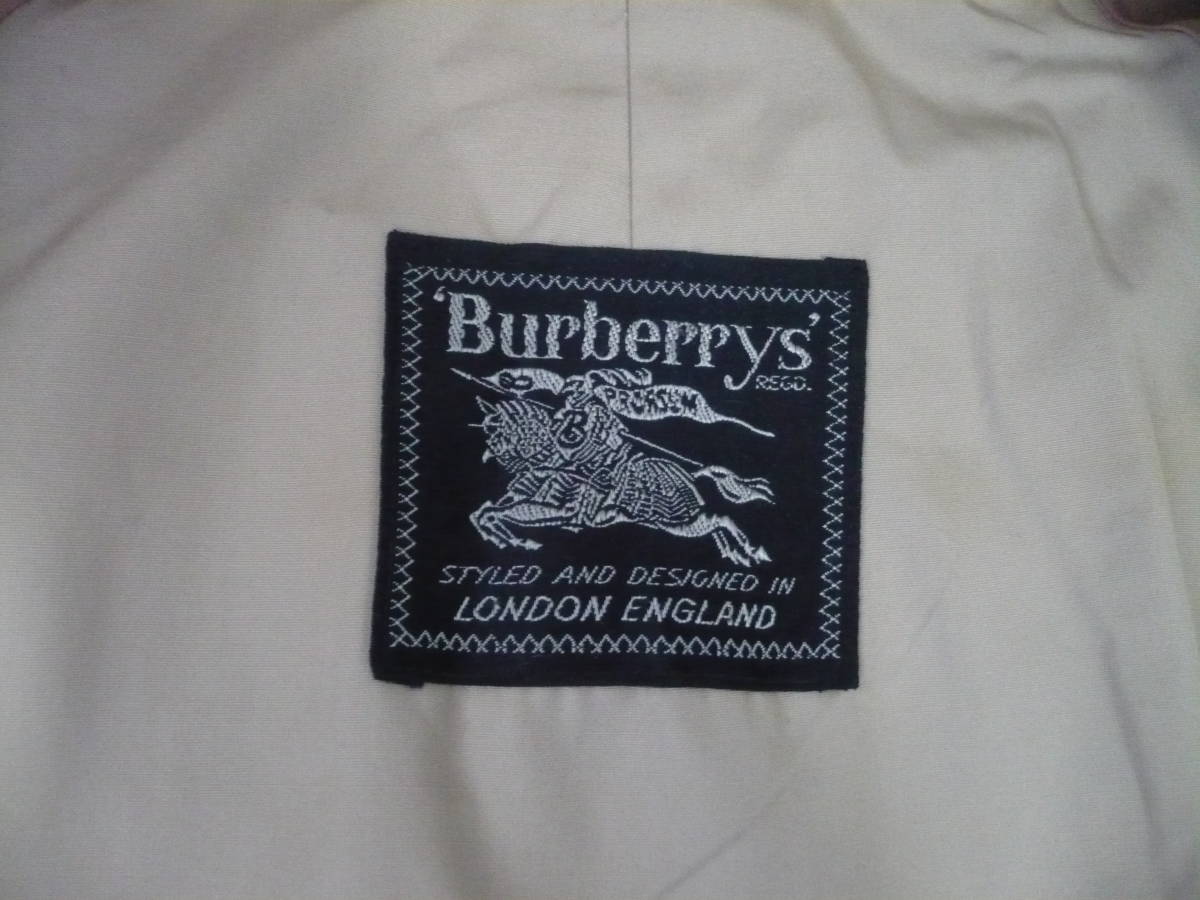 'Burberrys'
REGD.
PRORSUM
B
STYLED AND DESIGNED IN
LONDON ENGLAND